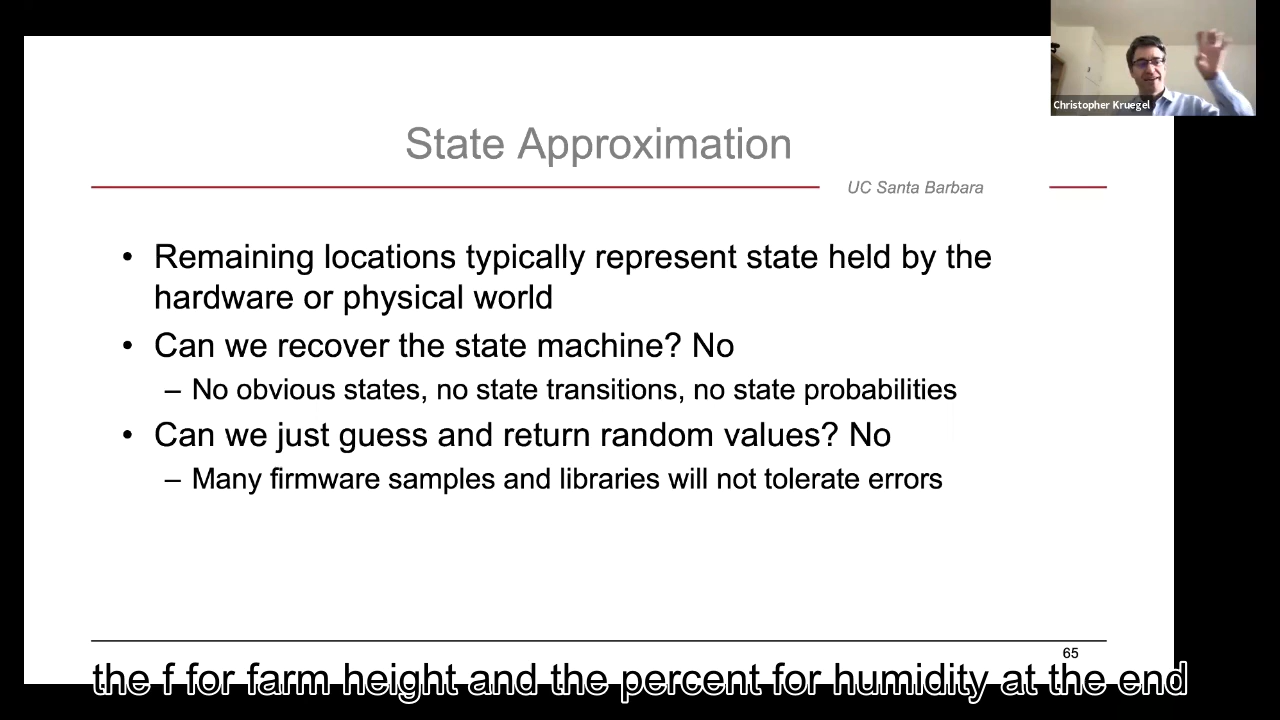 Christopher Kruegel
State Approximation
UC Santa Barbara
• Remaining locations typically represent state held by the
hardware or physical world
• Can we recover the state machine? No
– No obvious states, no state transitions, no state probabilities
• Can we just guess and return random values? No
– Many firmware samples and libraries will not tolerate errors
65
the f for farm height and the percent for humidity at the end